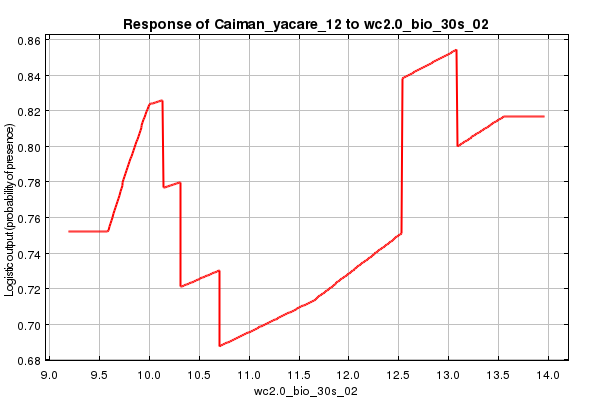 Response of Caiman_yacare_12 to wc2.0_bio_30s_02
Logistic output (probability of presence)
0.86
0.84
0.82
0.80
0.78
0.76
0.74
0.72
0.70
0.68
9.0 9.5 10.0 10.5 11.0 11.5 12.0 12.5 13.0 13.5 14.0
wc2.0_bio_30s_02